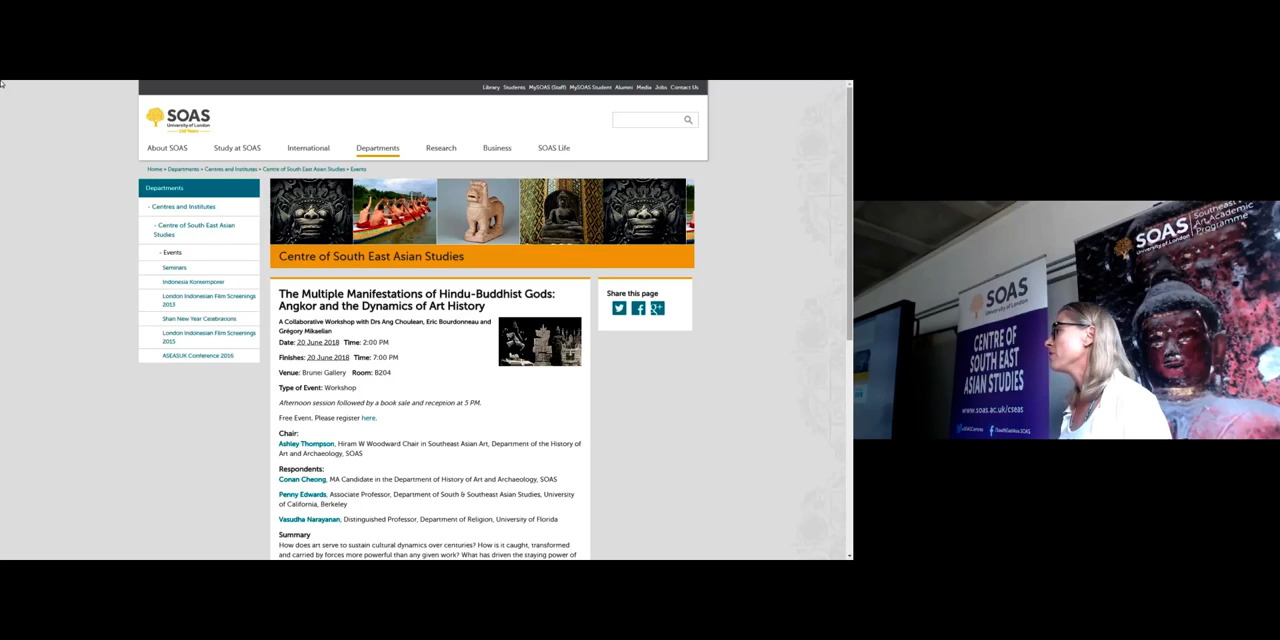 Library Students MySOAS (Staff) MySOAS Student Alumni Media Jobs Contact Us
SOAS
University of London
About SOAS Study at SOAS International Departments Research Business SOAS Life
Home » Departments » Centres and Institutes » Centre of South East Asian Studies » Events
Departments
- Centres and Institutes
- Centre of South East Asian
Studies
- Events
Seminars
Indonesia Kontemporer
London Indonesian Film Screenings
2013
Shan New Year Celebrations
London Indonesian Film Screenings
2015
ASEASUK Conference 2016
Centre of South East Asian Studies
The Multiple Manifestations of Hindu-Buddhist Gods:
Angkor and the Dynamics of Art History
A Collaborative Workshop with Drs Ang Choulean, Eric Bourdonneau and
Grégory Mikaelian
Date: 20 June 2018 Time: 2:00 PM
Finishes: 20 June 2018 Time: 7:00 PM
Venue: Brunei Gallery Room: B204
Type of Event: Workshop
Afternoon session followed by a book sale and reception at 5 PM.
Free Event. Please register here.
Chair:
Ashley Thompson, Hiram W Woodward Chair in Southeast Asian Art, Department of the History of
Art and Archaeology, SOAS
Respondents:
Conan Cheong, MA Candidate in the Department of History of Art and Archaeology, SOAS
Penny Edwards, Associate Professor, Department of South & Southeast Asian Studies, University
of California, Berkeley
Vasudha Narayanan, Distinguished Professor, Department of Religion, University of Florida
Summary
How does art serve to sustain cultural dynamics over centuries? How is it caught, transformed
and carried by forces more powerful than any given work? What has driven the staying power of
Share this page
SOAS
University of London
CENTRE OF
SOUTH EAST
ASIAN STUDIES
www.soas.ac.uk/cseas
SOAS
University of London
Southeast
Art Academic
Programme